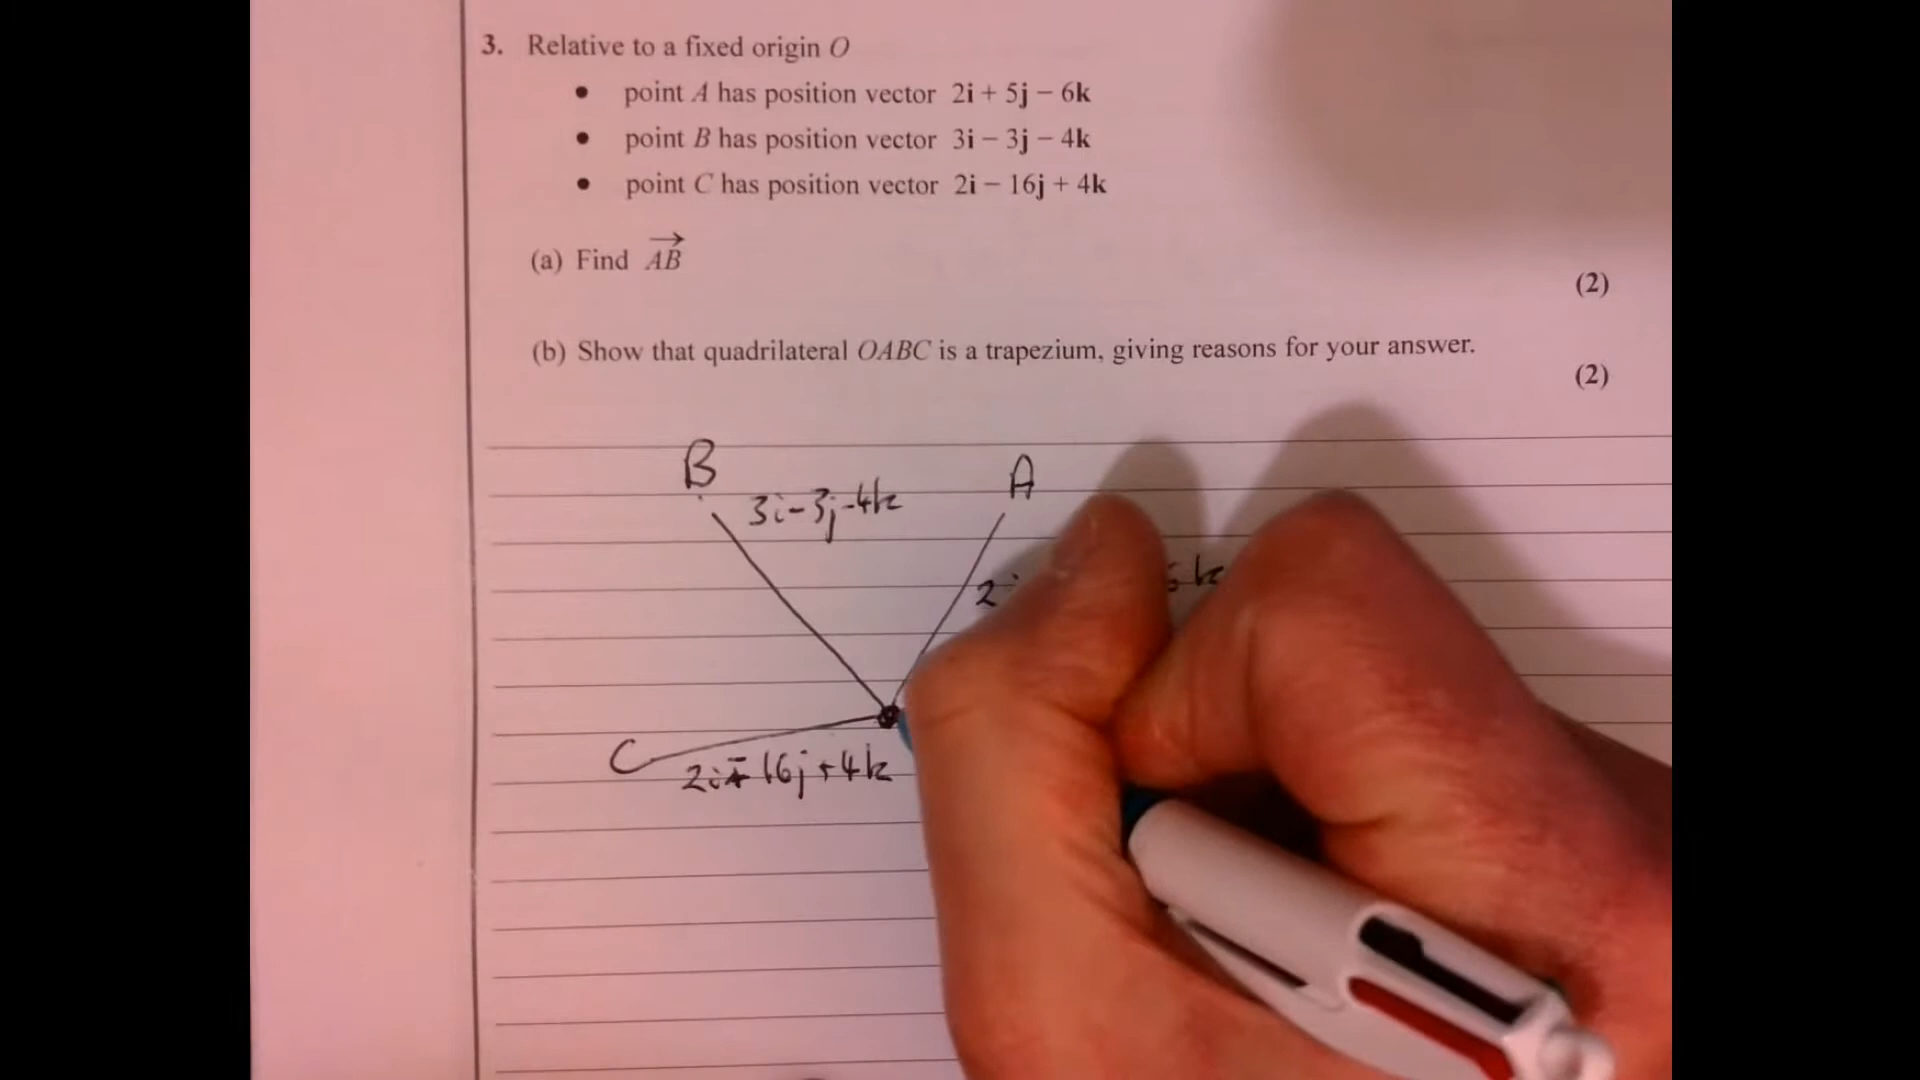 3. Relative to a fixed origin O
• point A has position vector 2i + 5j − 6k
• point B has position vector 3i − 3j − 4k
• point C has position vector 2i − 16j + 4k
(a) Find \overrightarrow{AB}
(2)
(b) Show that quadrilateral OABC is a trapezium, giving reasons for your answer.
(2)
B
A
3i-3j-4k
2i
k
C
2i-16j+4k